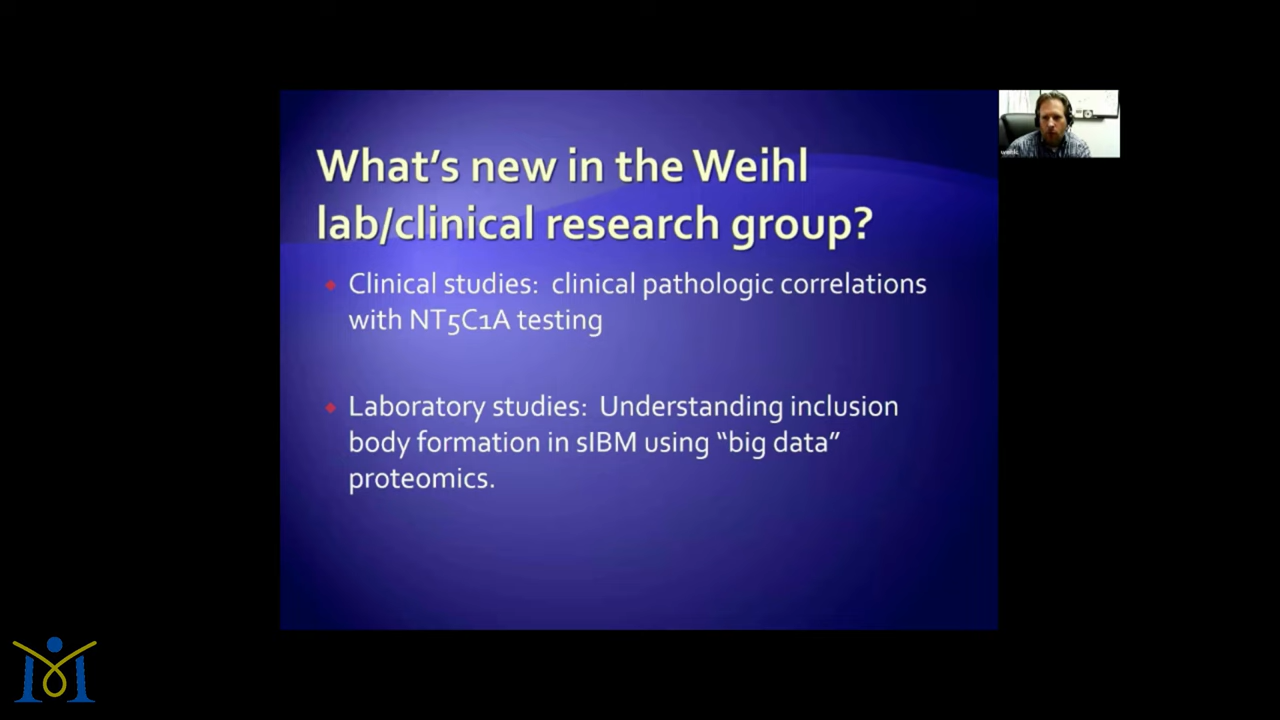 What's new in the Weihl
lab/clinical research group?
Clinical studies:  clinical pathologic correlations
with NT5C1A testing
Laboratory studies:  Understanding inclusion
body formation in sIBM using “big data”
proteomics.